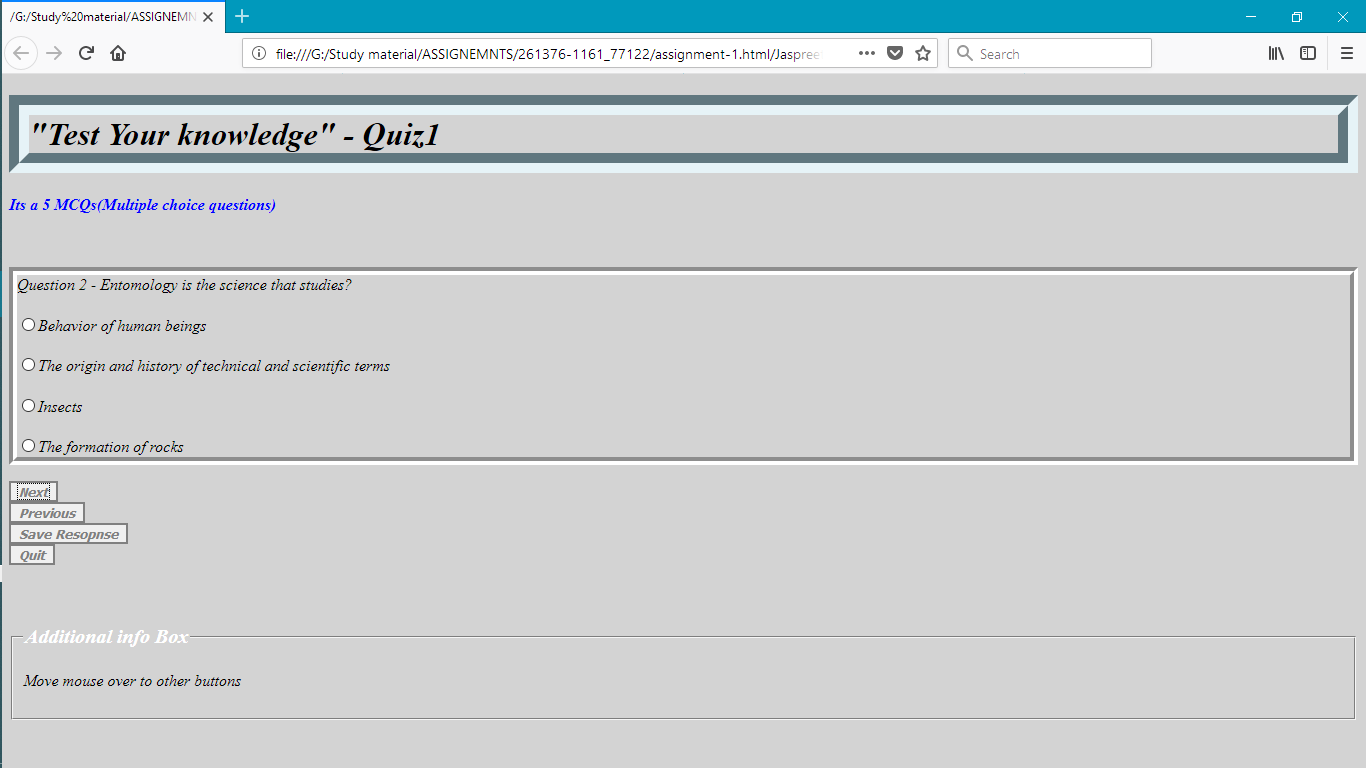 /G:/Study%20material/ASSIGNEMN
file:///G:/Study material/ASSIGNEMNTS/261376-1161_77122/assignment-1.html/Jaspree
Search
"Test Your knowledge" - Quiz1
Its a 5 MCQs(Multiple choice questions)
Question 2 - Entomology is the science that studies?
Behavior of human beings
The origin and history of technical and scientific terms
Insects
The formation of rocks
Next
Previous
Save Resopnse
Quit
Additional info Box
Move mouse over to other buttons